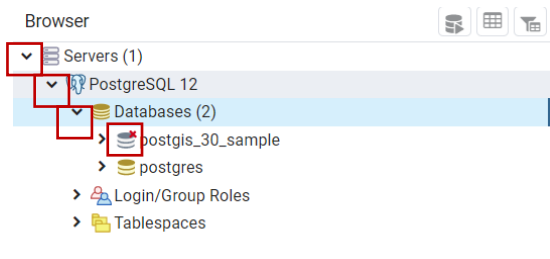 Browser
Servers (1)
PostgreSQL 12
Databases (2)
postgis_30_sample
postgres
Login/Group Roles
Tablespaces